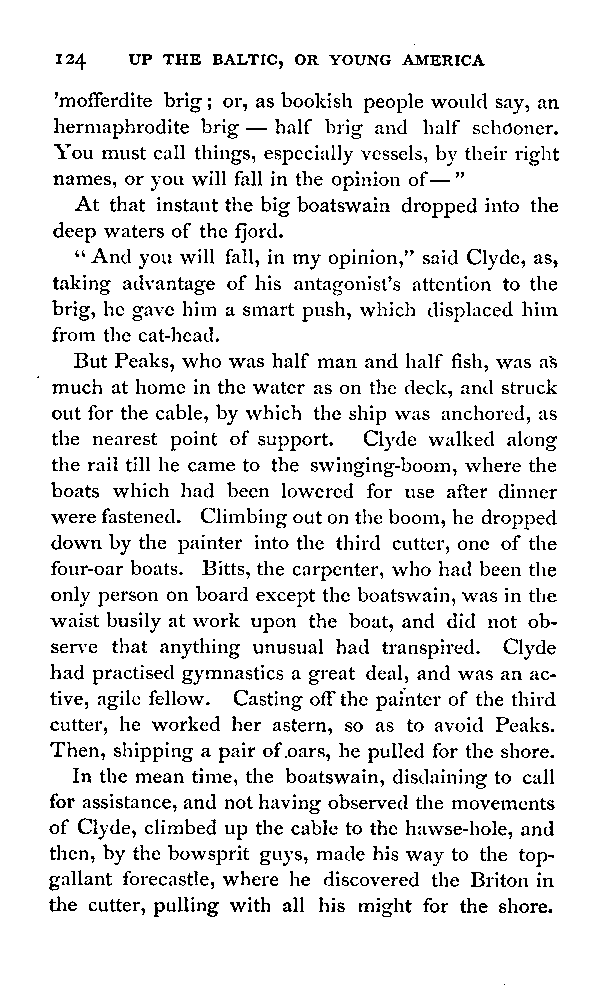 124 UP THE BALTIC, OR YOUNG AMERICA
'mofferdite brig; or, as bookish people would say, an
hermaphrodite brig — half brig and half schooner.
You must call things, especially vessels, by their right
names, or you will fall in the opinion of — "
At that instant the big boatswain dropped into the
deep waters of the fjord.
"And you will fall, in my opinion," said Clyde, as,
taking advantage of his antagonist's attention to the
brig, he gave him a smart push, which displaced him
from the cat-head.
But Peaks, who was half man and half fish, was as
much at home in the water as on the deck, and struck
out for the cable, by which the ship was anchored, as
the nearest point of support. Clyde walked along
the rail till he came to the swinging-boom, where the
boats which had been lowered for use after dinner
were fastened. Climbing out on the boom, he dropped
down by the painter into the third cutter, one of the
four-oar boats. Bitts, the carpenter, who had been the
only person on board except the boatswain, was in the
waist busily at work upon the boat, and did not ob-
serve that anything unusual had transpired. Clyde
had practised gymnastics a great deal, and was an ac-
tive, agile fellow. Casting off the painter of the third
cutter, he worked her astern, so as to avoid Peaks.
Then, shipping a pair of oars, he pulled for the shore.
In the mean time, the boatswain, disdaining to call
for assistance, and not having observed the movements
of Clyde, climbed up the cable to the hawse-hole, and
then, by the bowsprit guys, made his way to the top-
gallant forecastle, where he discovered the Briton in
the cutter, pulling with all his might for the shore.